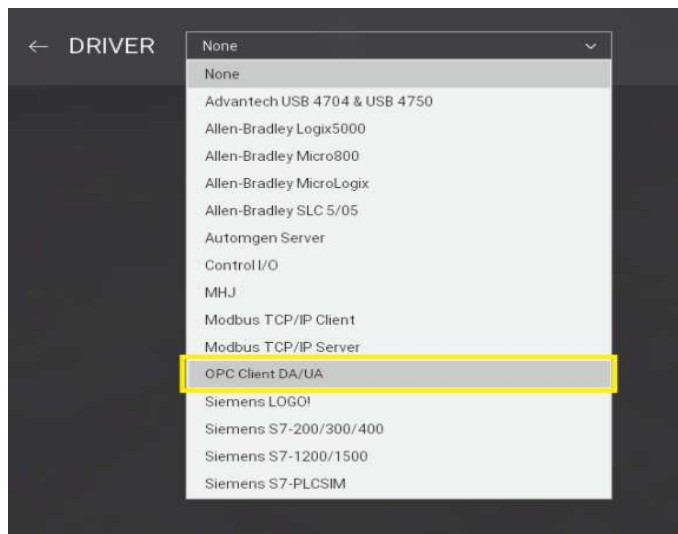 ← DRIVER
None
None
Advantech USB 4704 & USB 4750
Allen-Bradley Logix5000
Allen-Bradley Micro800
Allen-Bradley MicroLogix
Allen-Bradley SLC 5/05
Automgen Server
Control I/O
MHJ
Modbus TCP/IP Client
Modbus TCP/IP Server
OPC Client DA/UA
Siemens LOGO!
Siemens S7-200/300/400
Siemens S7-1200/1500
Siemens S7-PLCSIM